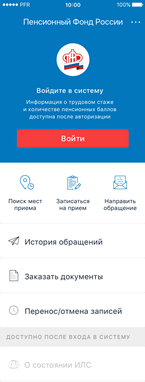 PFR 10:00 100%
Пенсионный Фонд России
Войдите в систему
Информация о трудовом стаже
и количестве пенсионных баллов
доступна после авторизации
Войти
Поиск мест Записаться Направить
приема на прием обращение
История обращений
Заказать документы
Перенос/отмена записей
ДОСТУПНО ПОСЛЕ ВХОДА В СИСТЕМУ
О состоянии ИЛС